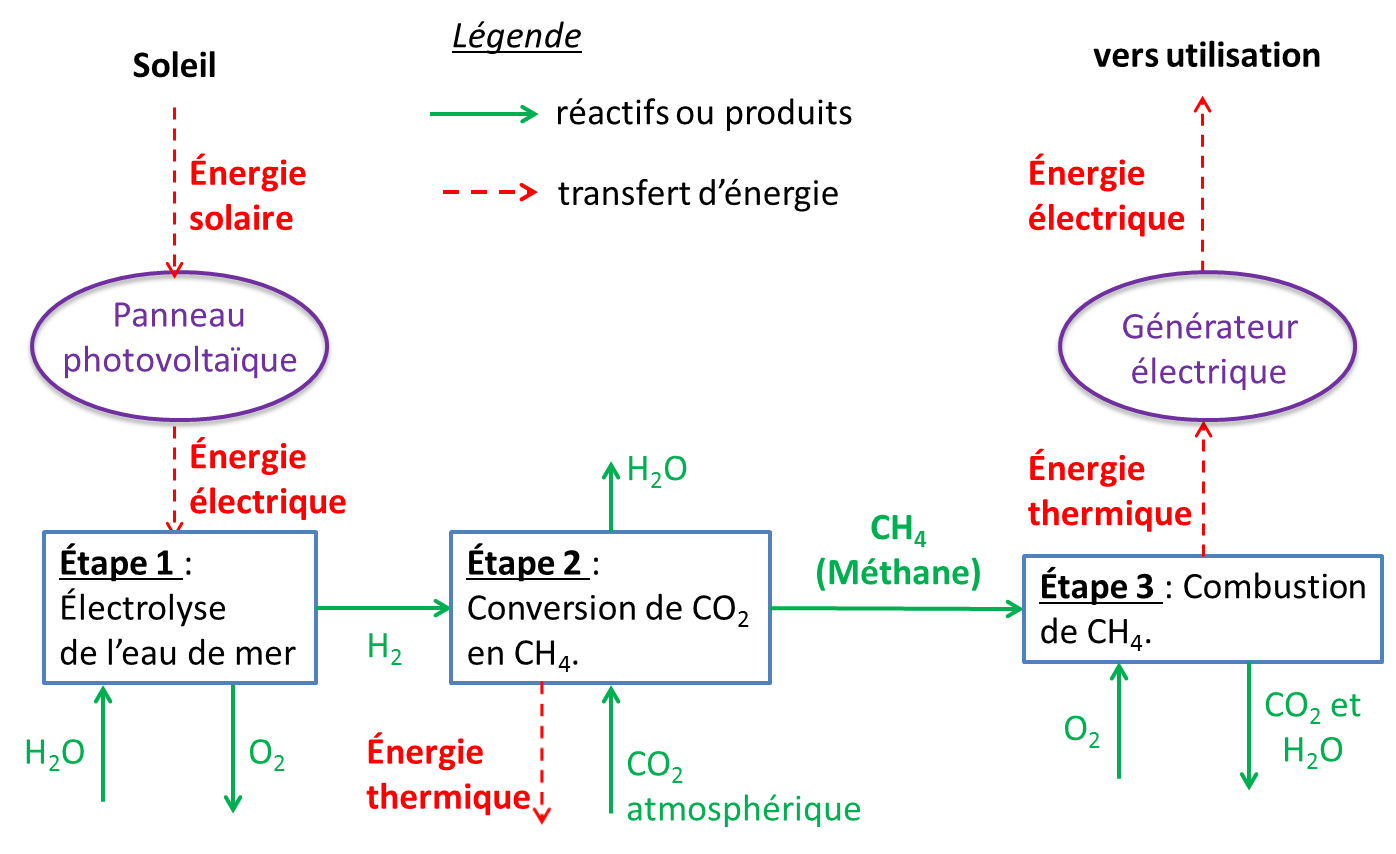 Légende
Soleil
vers utilisation
réactifs ou produits
transfert d’énergie
Énergie
solaire
Énergie
électrique
Panneau
photovoltaïque
Générateur
électrique
Énergie
électrique
Énergie
thermique
H₂O
CH₄
(Méthane)
Étape 1 :
Électrolyse
de l’eau de mer
H₂
Étape 2 :
Conversion de CO₂
en CH₄.
Étape 3 : Combustion
de CH₄.
H₂O
O₂
Énergie
thermique
CO₂
atmosphérique
O₂
CO₂ et
H₂O